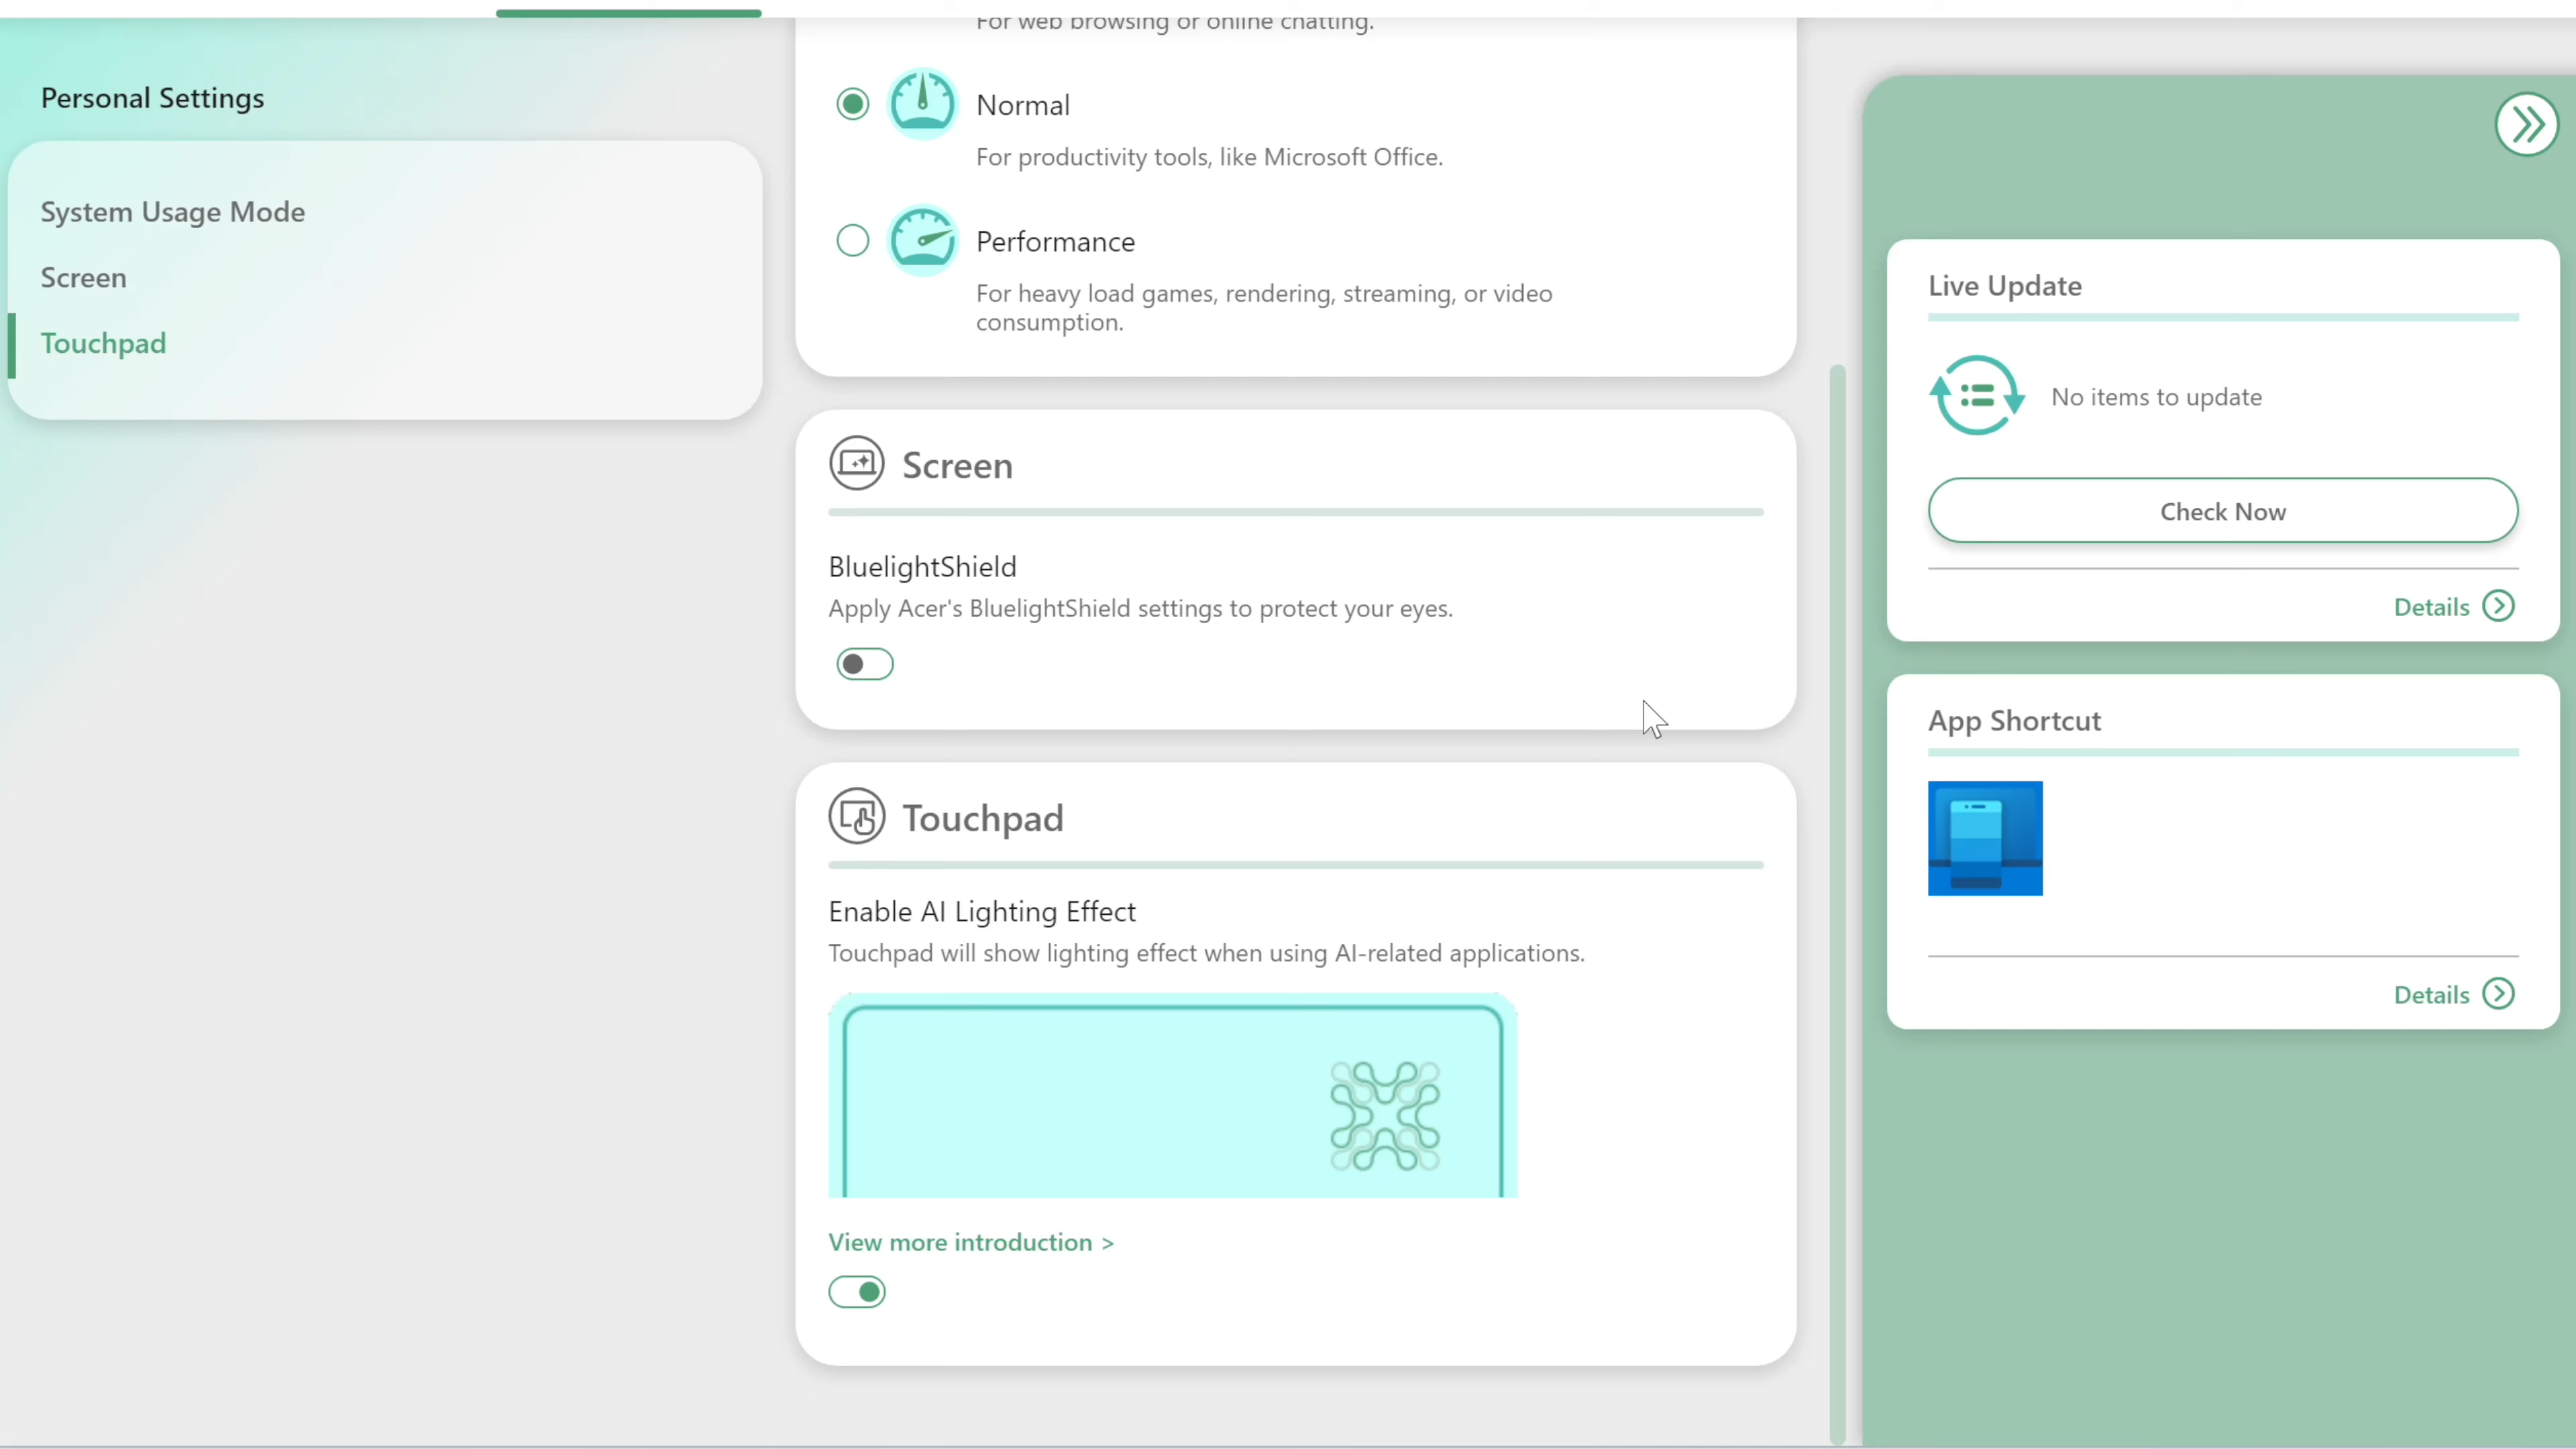 For web browsing or online chatting.
Personal Settings
System Usage Mode
Screen
Touchpad
Normal
For productivity tools, like Microsoft Office.
Performance
For heavy load games, rendering, streaming, or video
consumption.
Screen
BluelightShield
Apply Acer's BluelightShield settings to protect your eyes.
Touchpad
Enable AI Lighting Effect
Touchpad will show lighting effect when using AI-related applications.
View more introduction >
Live Update
No items to update
Check Now
Details
App Shortcut
Details